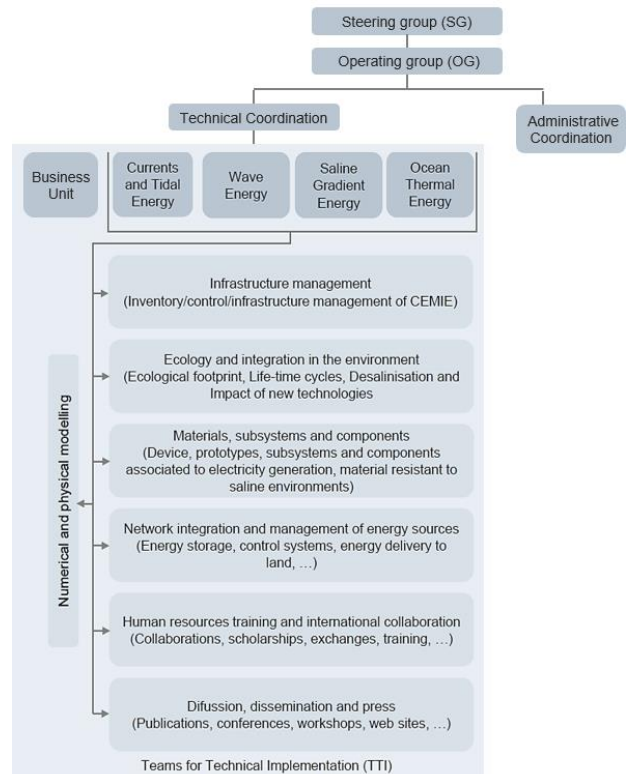 Steering group (SG)
Operating group (OG)
Technical Coordination
Administrative
Coordination
Business
Unit
Currents
and Tidal
Energy
Wave
Energy
Saline
Gradient
Energy
Ocean
Thermal
Energy
Numerical and physical modelling
Infrastructure management
(Inventory/control/infrastructure management of CEMIE)
Ecology and integration in the environment
(Ecological footprint, Life-time cycles, Desalinisation and
Impact of new technologies
Materials, subsystems and components
(Device, prototypes, subsystems and components
associated to electricity generation, material resistant to
saline environments)
Network integration and management of energy sources
(Energy storage, control systems, energy delivery to
land, …)
Human resources training and international collaboration
(Collaborations, scholarships, exchanges, training, …)
Difussion, dissemination and press
(Publications, conferences, workshops, web sites, …)
Teams for Technical Implementation (TTI)